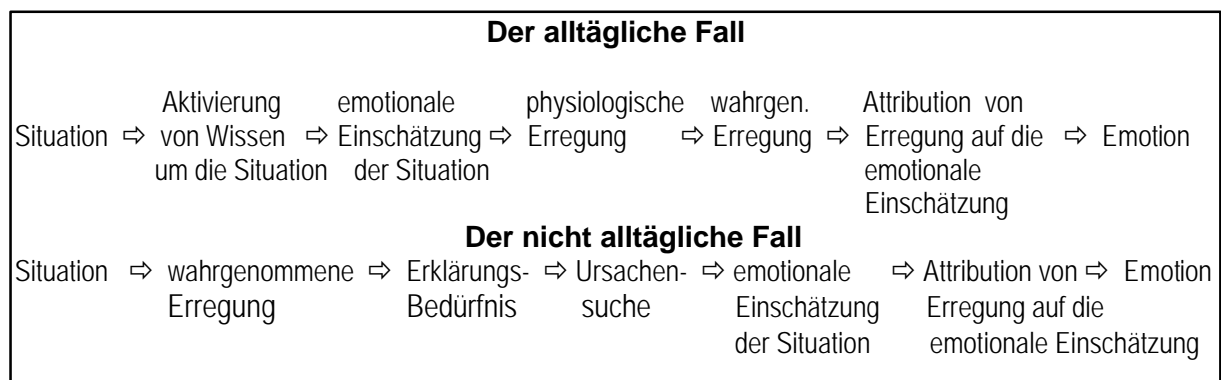 Der alltägliche Fall
Aktivierung emotionale physiologische wahrgen. Attribution von
Situation ⇨ von Wissen ⇨ Einschätzung ⇨ Erregung ⇨ Erregung ⇨ Erregung auf die ⇨ Emotion
um die Situation der Situation emotionale
Einschätzung
Der nicht alltägliche Fall
Situation ⇨ wahrgenommene ⇨ Erklärungs- ⇨ Ursachen- ⇨ emotionale ⇨ Attribution von ⇨ Emotion
Erregung Bedürfnis suche Einschätzung Erregung auf die
der Situation emotionale Einschätzung